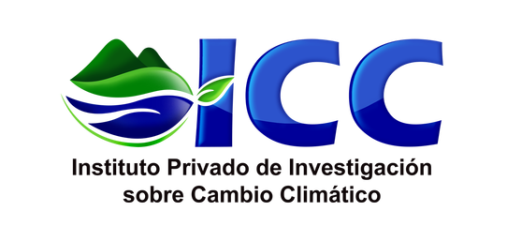 ICC
Instituto Privado de Investigación
sobre Cambio Climático